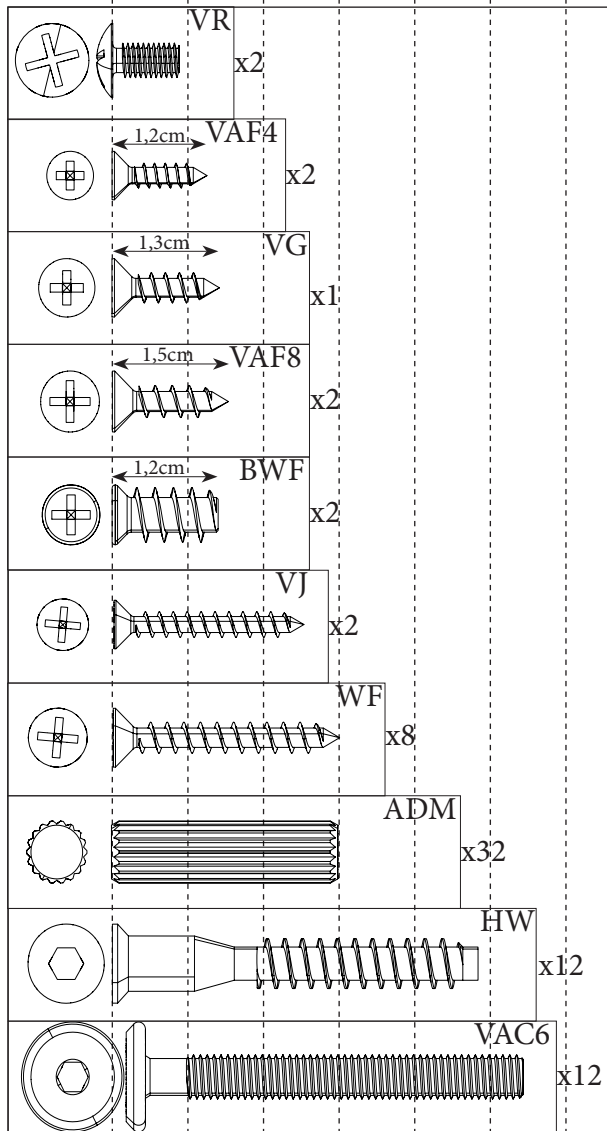 VR
x2
1,2cm
VAF4
x2
1,3cm
VG
x1
1,5cm
VAF8
x2
1,2cm
BWF
x2
VJ
x2
WF
x8
ADM
x32
HW
x12
VAC6
x12